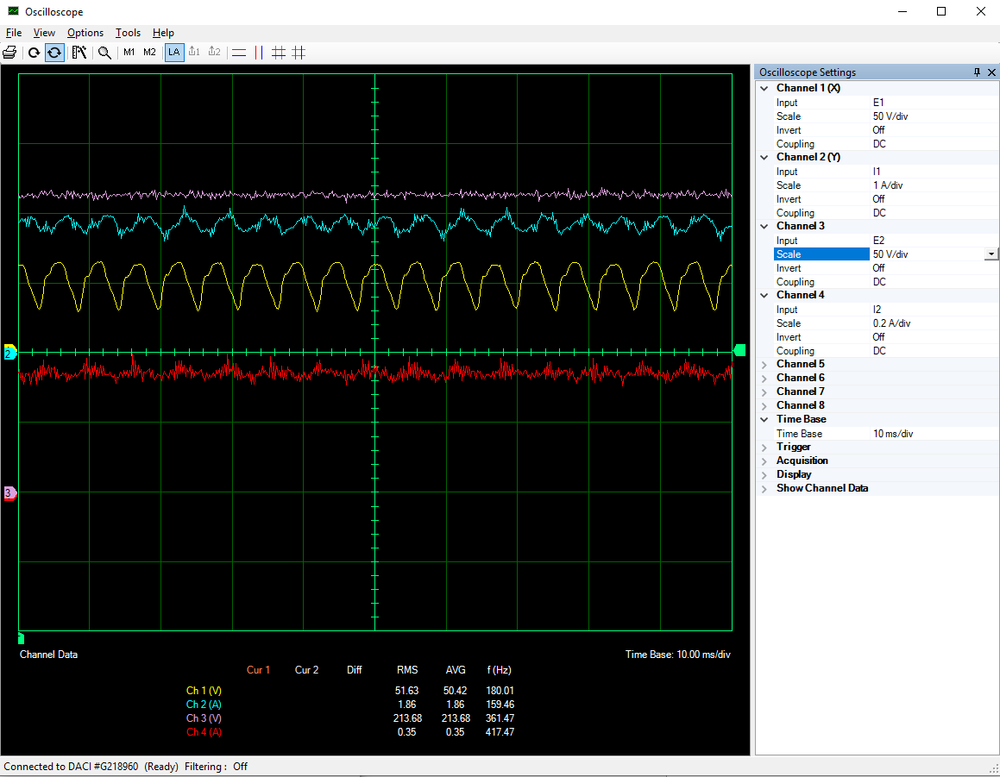 Oscilloscope
File View Options Tools Help
M1 M2 LA 1 2
Oscilloscope Settings
Channel 1 (X)
Input E1
Scale 50 V/div
Invert Off
Coupling DC
Channel 2 (Y)
Input I1
Scale 1 A/div
Invert Off
Coupling DC
Channel 3
Input E2
Scale 50 V/div
Invert Off
Coupling DC
Channel 4
Input I2
Scale 0.2 A/div
Invert Off
Coupling DC
Channel 5
Channel 6
Channel 7
Channel 8
Time Base
Time Base 10 ms/div
Trigger
Acquisition
Display
Show Channel Data
2
3
Channel Data Time Base: 10.00 ms/div
Cur 1 Cur 2 Diff RMS AVG f (Hz)
Ch 1 (V) 51.63 50.42 180.01
Ch 2 (A) 1.86 1.86 159.46
Ch 3 (V) 213.68 213.68 361.47
Ch 4 (A) 0.35 0.35 417.47
Connected to DACI #G218960 (Ready) Filtering : Off